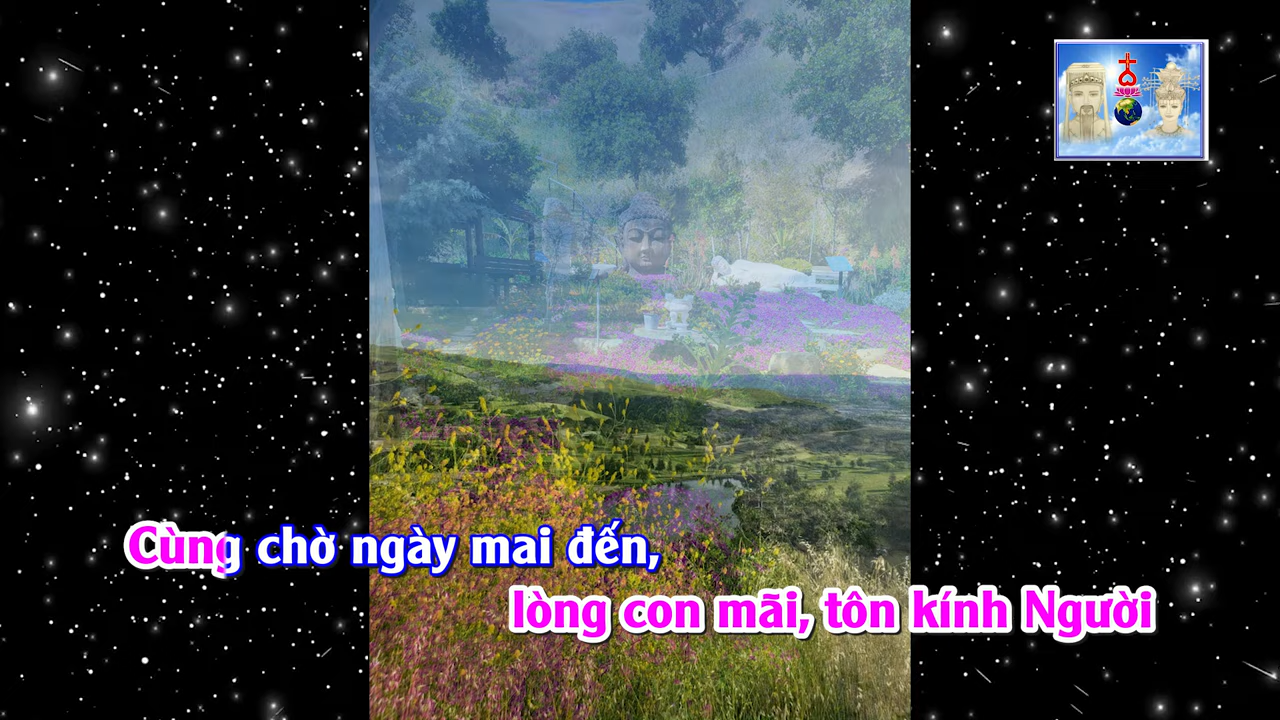 Cùng chờ ngày mai đến,
lòng con mãi, tôn kính Người